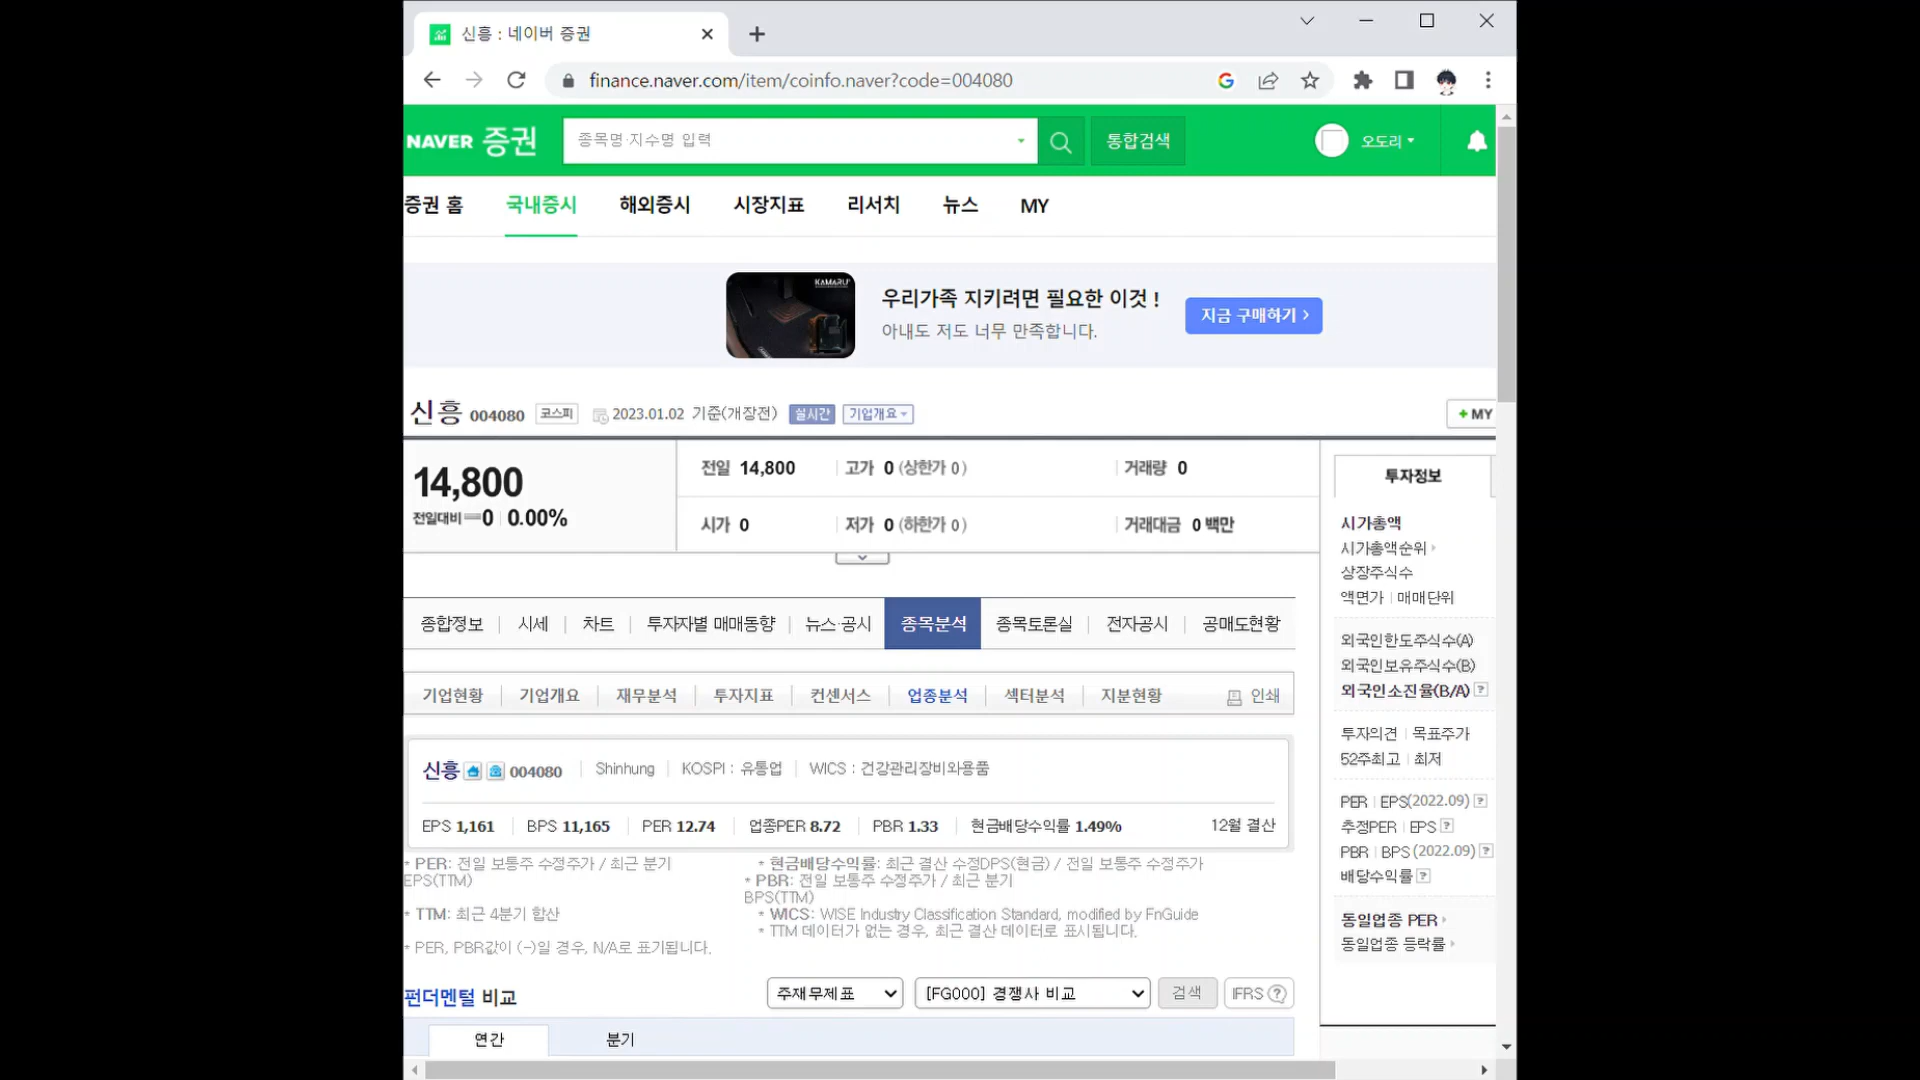 신흥 : 네이버 증권
finance.naver.com/item/coinfo.naver?code=004080
NAVER 증권
종목명·지수명 입력
통합검색
오도리
증권 홈 국내증시 해외증시 시장지표 리서치 뉴스 MY
KAMARU
우리가족 지키려면 필요한 이것 !
아내도 저도 너무 만족합니다.
지금 구매하기 >
신흥 004080 코스피 2023.01.02 기준(개장전) 실시간 기업개요
+ MY
14,800
전일대비 0 0.00%
전일 14,800 고가 0 (상한가 0) 거래량 0
시가 0 저가 0 (하한가 0) 거래대금 0 백만
종합정보 시세 차트 투자자별 매매동향 뉴스·공시 종목분석 종목토론실 전자공시 공매도현황
기업현황 기업개요 재무분석 투자지표 컨센서스 업종분석 섹터분석 지분현황 인쇄
신흥 004080 Shinhung KOSPI : 유통업 WICS : 건강관리장비와용품
EPS 1,161 BPS 11,165 PER 12.74 업종PER 8.72 PBR 1.33 현금배당수익률 1.49% 12월 결산
* PER: 전일 보통주 수정주가 / 최근 분기
EPS(TTM)
* TTM: 최근 4분기 합산
* PER, PBR값이 (-)일 경우, N/A로 표기됩니다.
* 현금배당수익률: 최근 결산 수정DPS(현금) / 전일 보통주 수정주가
* PBR: 전일 보통주 수정주가 / 최근 분기
BPS(TTM)
* WICS: WISE Industry Classification Standard, modified by FnGuide
* TTM 데이터가 없는 경우, 최근 결산 데이터로 표시됩니다.
펀더멘털 비교
주재무제표 [FG000] 경쟁사 비교 검색 IFRS ?
연간 분기
투자정보
시가총액
시가총액순위
상장주식수
액면가 매매단위
외국인한도주식수(A)
외국인보유주식수(B)
외국인소진율(B/A) ?
투자의견 목표주가
52주최고 최저
PER EPS(2022.09) ?
추정PER EPS ?
PBR BPS (2022.09) ?
배당수익률 ?
동일업종 PER
동일업종 등락률